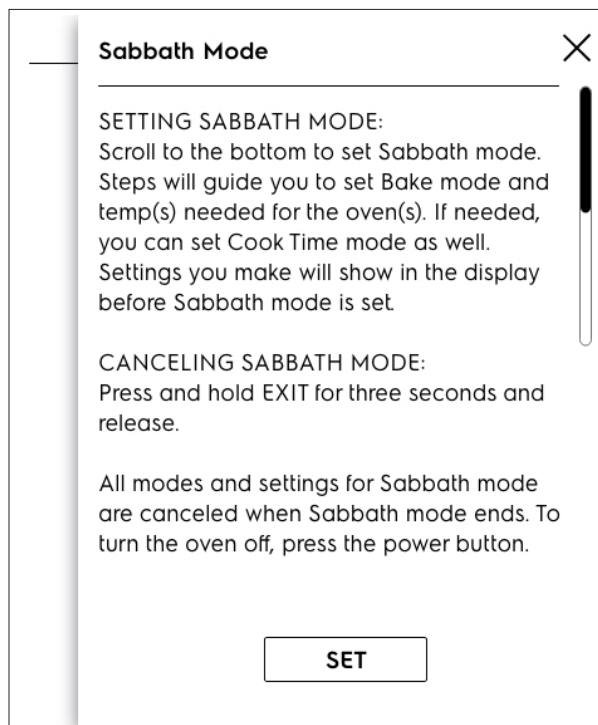 Sabbath Mode
SETTING SABBATH MODE:
Scroll to the bottom to set Sabbath mode.
Steps will guide you to set Bake mode and
temp(s) needed for the oven(s). If needed,
you can set Cook Time mode as well.
Settings you make will show in the display
before Sabbath mode is set.
CANCELING SABBATH MODE:
Press and hold EXIT for three seconds and
release.
All modes and settings for Sabbath mode
are canceled when Sabbath mode ends. To
turn the oven off, press the power button.
SET